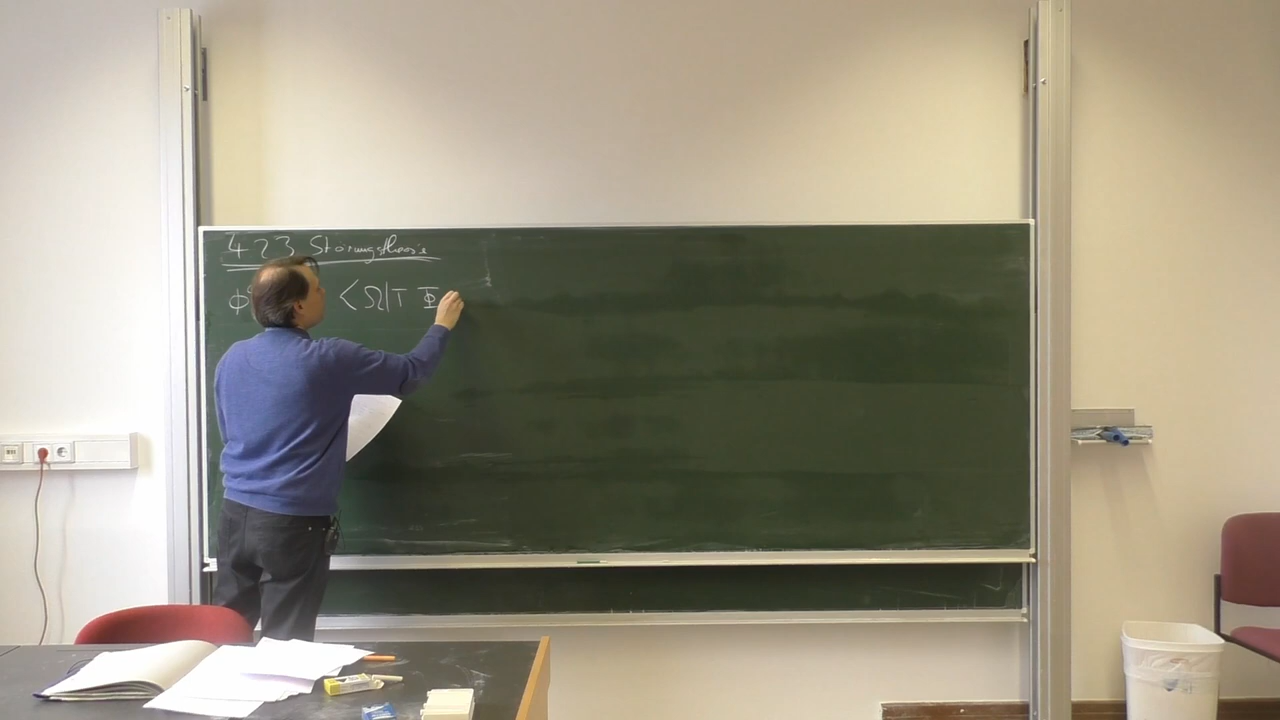 4.2.3 Störungstheorie
ϕ <Ω|T Φ